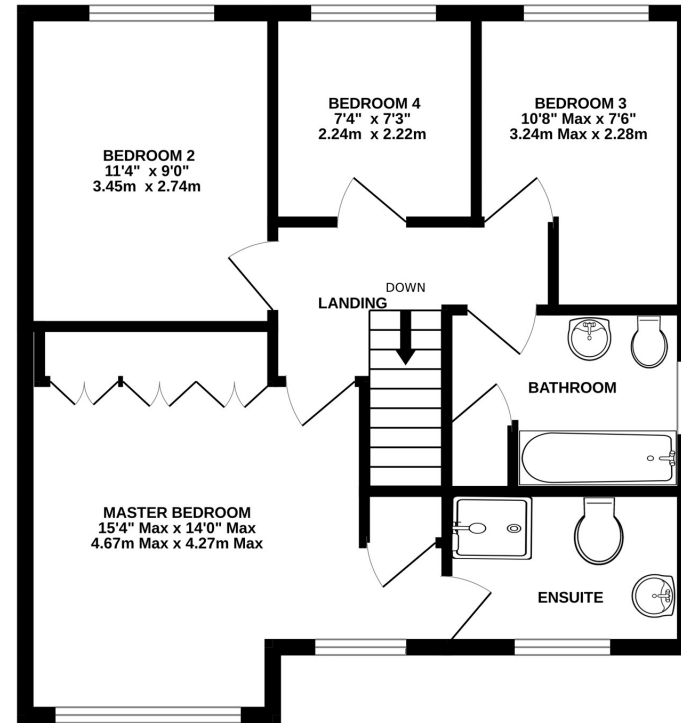 BEDROOM 4
7'4" x 7'3"
2.24m x 2.22m
BEDROOM 3
10'8" Max x 7'6"
3.24m Max x 2.28m
BEDROOM 2
11'4" x 9'0"
3.45m x 2.74m
DOWN
LANDING
BATHROOM
MASTER BEDROOM
15'4" Max x 14'0" Max
4.67m Max x 4.27m Max
ENSUITE